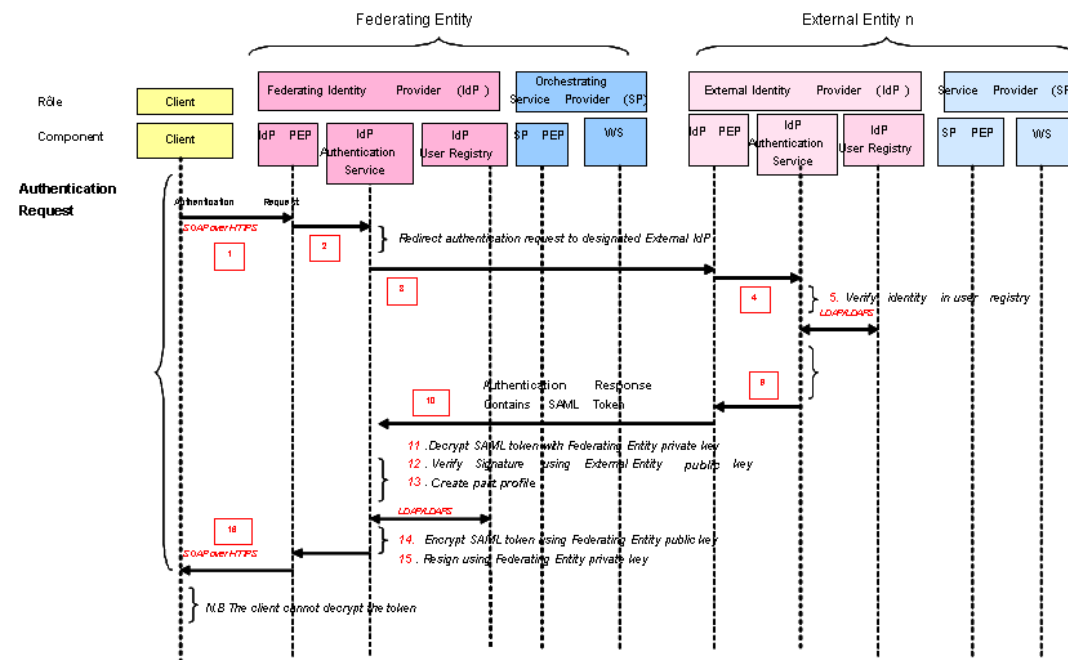 Federating Entity
External Entity n
Rôle
Client
Federating Identity Provider (IdP)
Orchestrating
Service Provider (SP)
External Identity Provider (IdP)
Service Provider (SP
Component
Client
IdP PEP
IdP
Authentication
Service
IdP
User Registry
SP PEP
WS
IdP PEP
IdP
Authentication
Service
IdP
User Registry
SP PEP
WS
Authentication
Request
Authentication Request
SOAP over HTTPS
1
2
Redirect authentication request to designated External IdP
3
4
5. Verify identity in user registry
LDAP/LDAPS
Authentication Response
Contains SAML Token
10
11. Decrypt SAML token with Federating Entity private key
12. Verify Signature using External Entity public key
13. Create part profile
LDAP/LDAPS
14. Encrypt SAML token using Federating Entity public key
15. Resign using Federating Entity private key
16
SOAP over HTTPS
N.B The client cannot decrypt the token